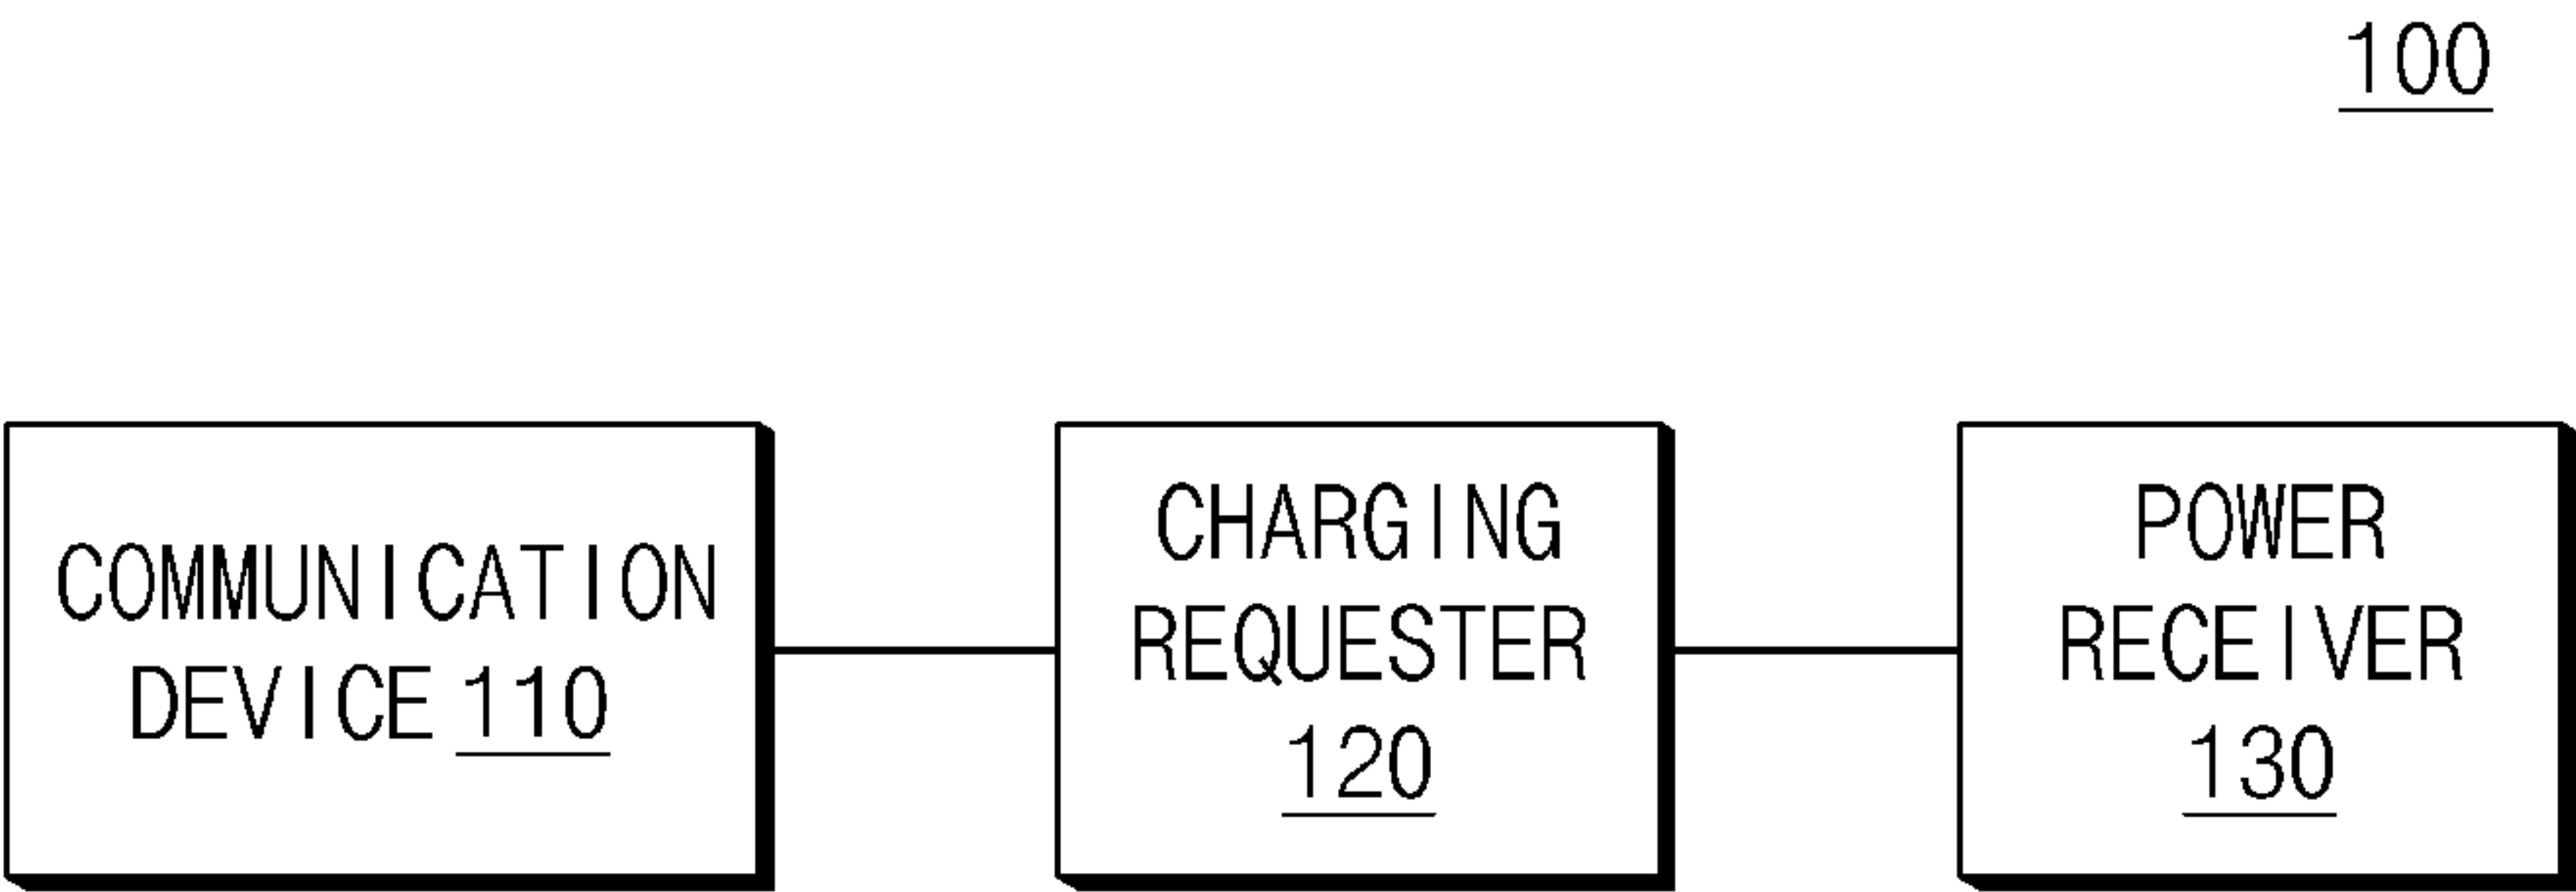 100
COMMUNICATION
DEVICE 110
CHARGING
REQUESTER
120
POWER
RECEIVER
130